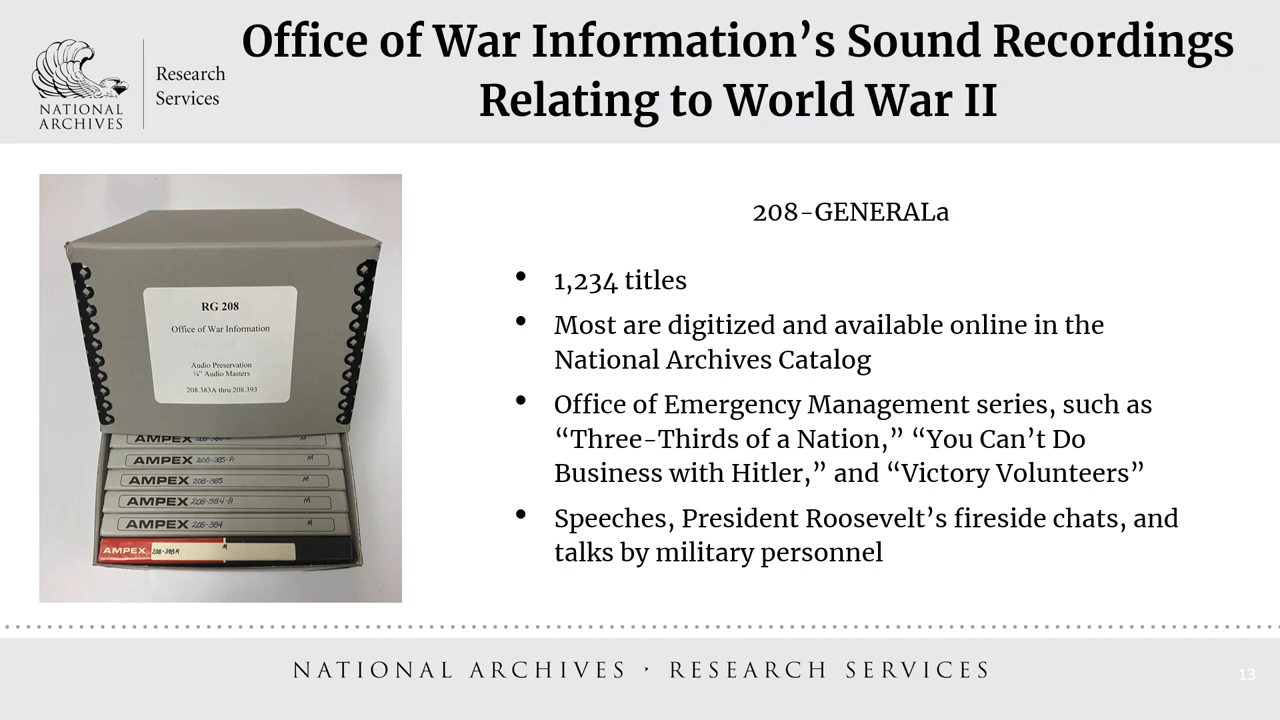 Office of War Information’s Sound Recordings
Relating to World War II
NATIONAL
ARCHIVES
Research
Services
RG 208
Office of War Information
Audio Preservation
¼" Audio Masters
208.383A thru 208.393
AMPEX M
AMPEX 208-385-A M
AMPEX 208-385 M
AMPEX 208-384-A M
AMPEX 208-384 M
AMPEX 208-383A M
208-GENERALa
• 1,234 titles
• Most are digitized and available online in the
National Archives Catalog
• Office of Emergency Management series, such as
“Three-Thirds of a Nation,” “You Can’t Do
Business with Hitler,” and “Victory Volunteers”
• Speeches, President Roosevelt’s fireside chats, and
talks by military personnel
NATIONAL ARCHIVES · RESEARCH SERVICES
13